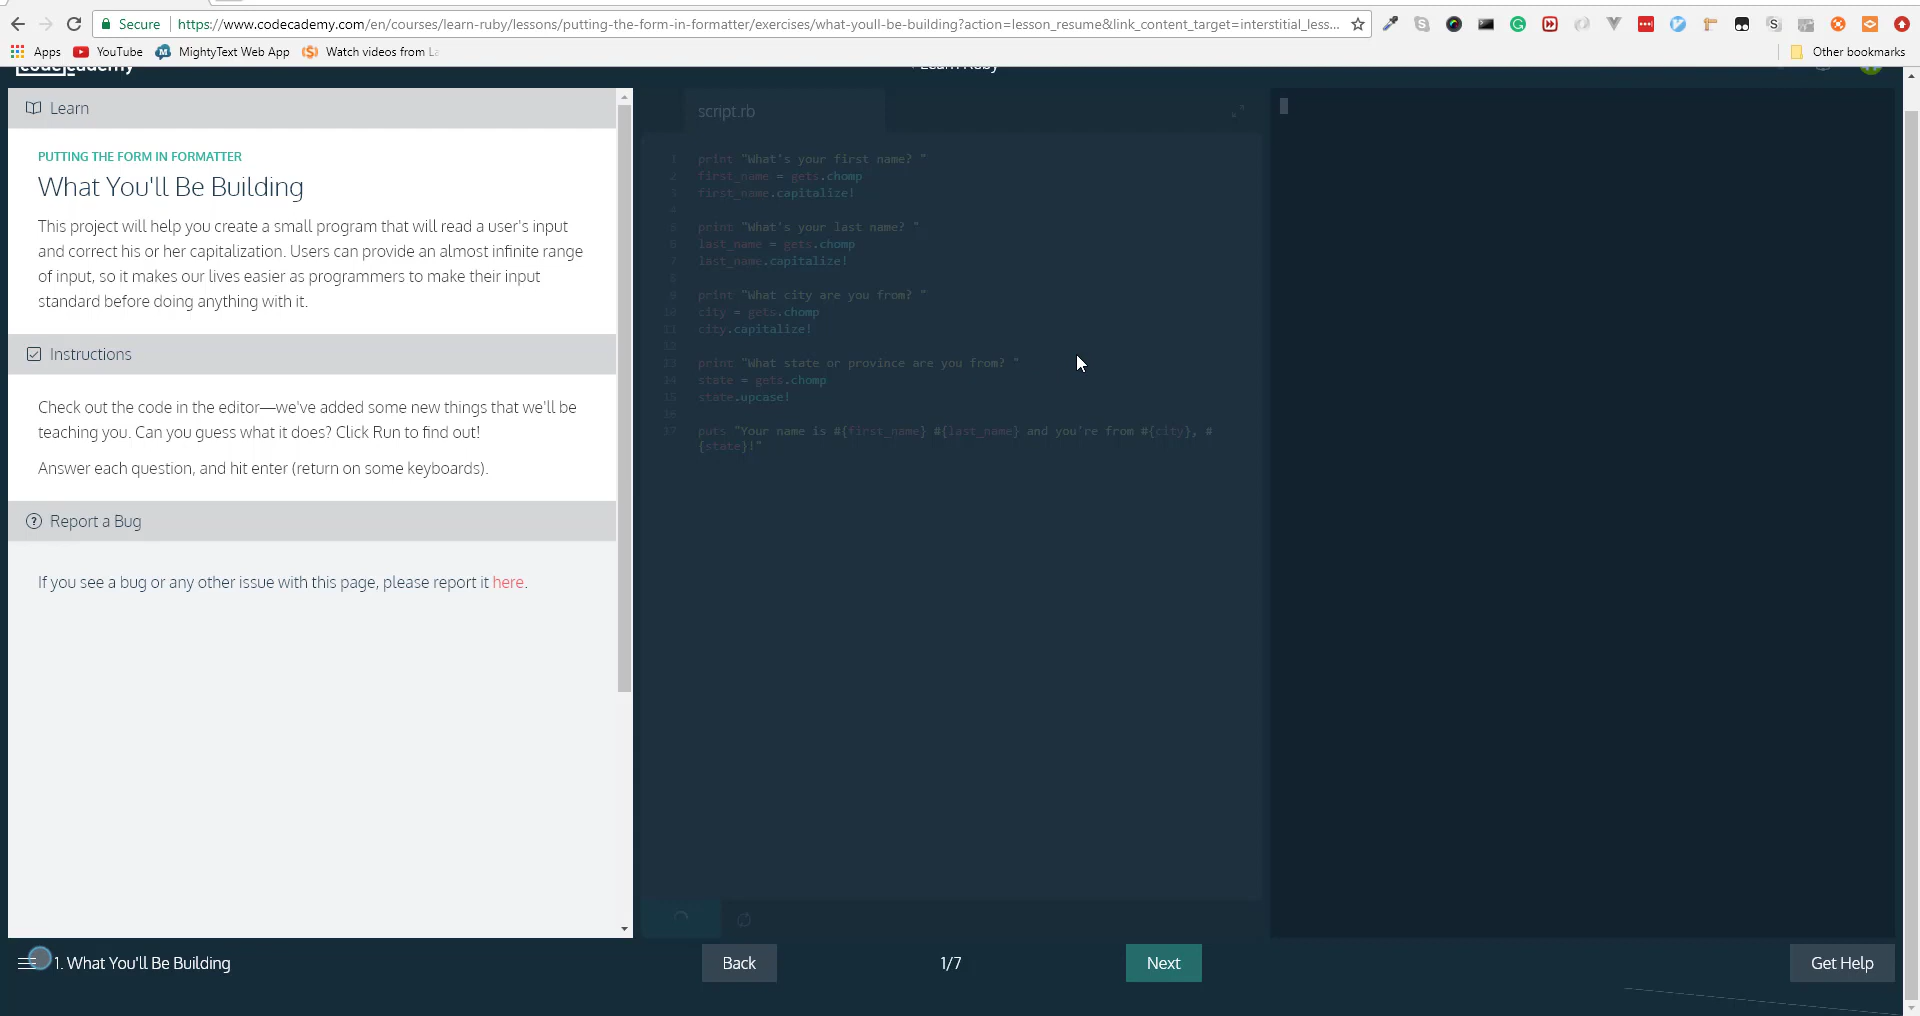 Secure https://www.codecademy.com/en/courses/learn-ruby/lessons/putting-the-form-in-formatter/exercises/what-youll-be-building?action=lesson_resume&link_content_target=interstitial_less...
Apps YouTube MightyText Web App Watch videos from La Other bookmarks
codecademy Learn Ruby
Learn
PUTTING THE FORM IN FORMATTER
What You'll Be Building
This project will help you create a small program that will read a user's input
and correct his or her capitalization. Users can provide an almost infinite range
of input, so it makes our lives easier as programmers to make their input
standard before doing anything with it.
Instructions
Check out the code in the editor—we've added some new things that we'll be
teaching you. Can you guess what it does? Click Run to find out!
Answer each question, and hit enter (return on some keyboards).
Report a Bug
If you see a bug or any other issue with this page, please report it here.
script.rb
1 print "What's your first name? "
2 first_name = gets.chomp
3 first_name.capitalize!
4
5 print "What's your last name? "
6 last_name = gets.chomp
7 last_name.capitalize!
8
9 print "What city are you from? "
10 city = gets.chomp
11 city.capitalize!
12
13 print "What state or province are you from? "
14 state = gets.chomp
15 state.upcase!
16
17 puts "Your name is #{first_name} #{last_name} and you're from #{city}, #
{state}!"
1. What You'll Be Building
Back
1/7
Next
Get Help